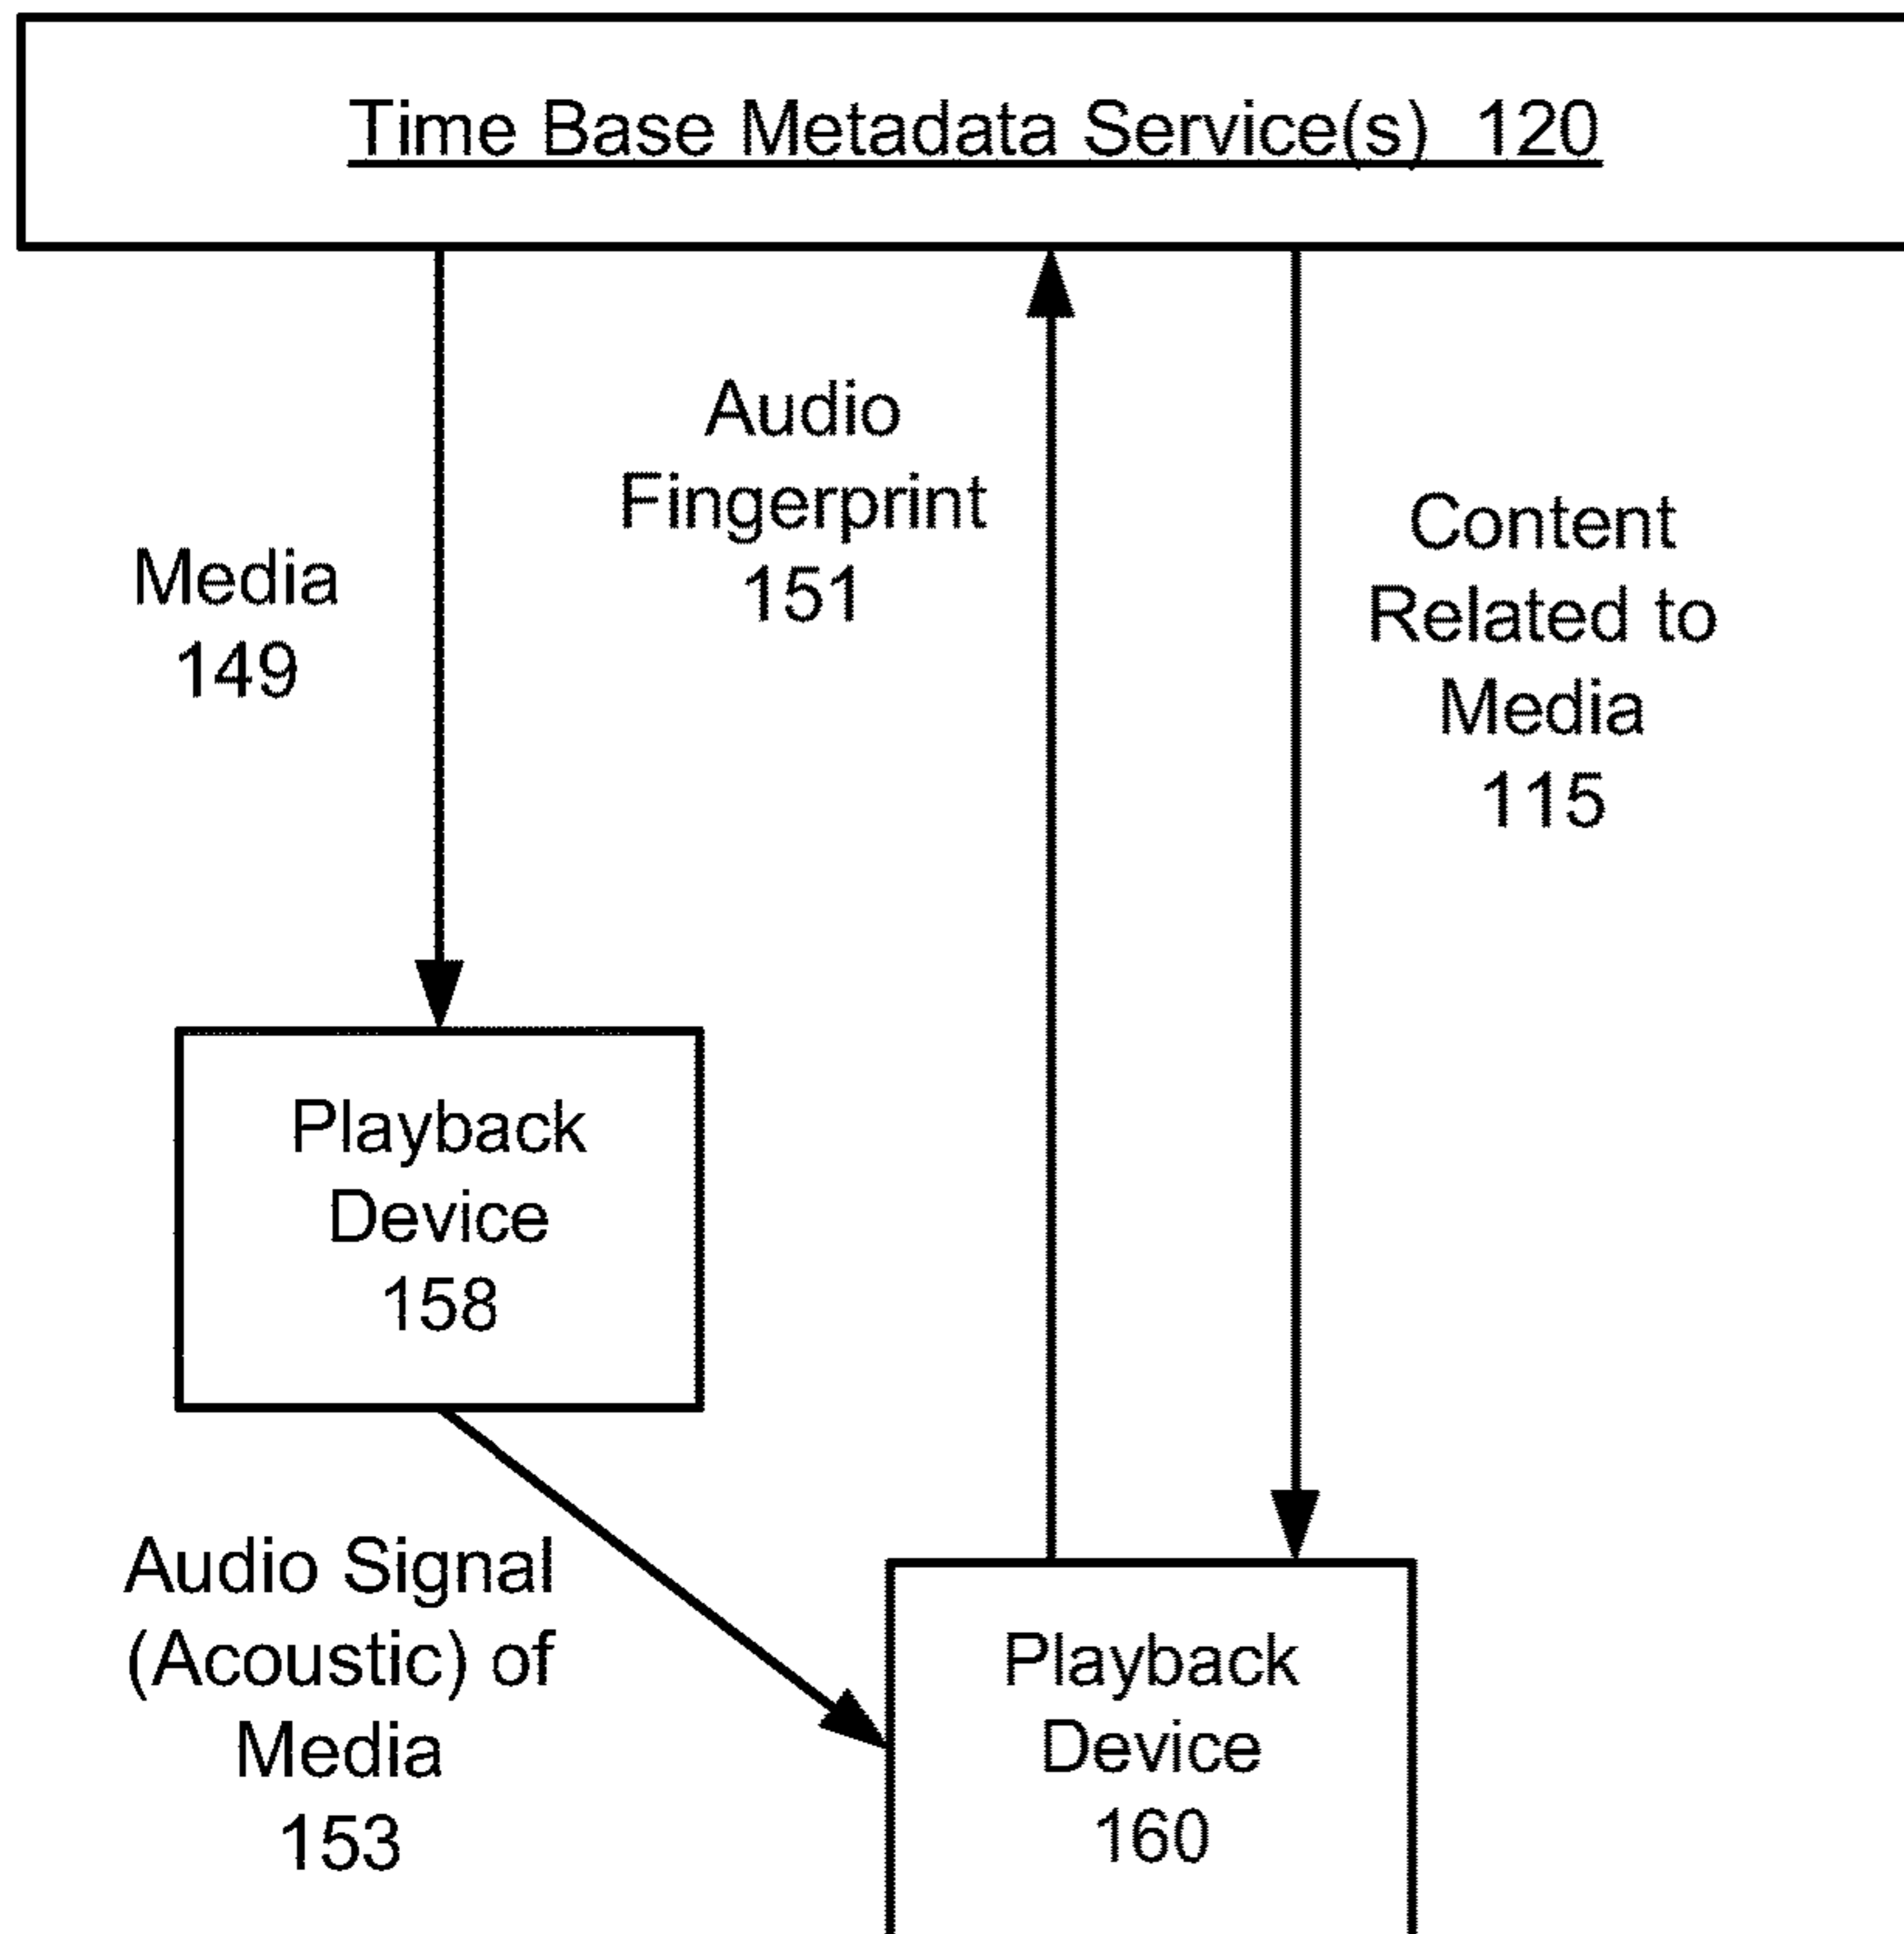 Time Base Metadata Service(s) 120
Media
149
Audio
Fingerprint
151
Content
Related to
Media
115
Playback
Device
158
Audio Signal
(Acoustic) of
Media
153
Playback
Device
160